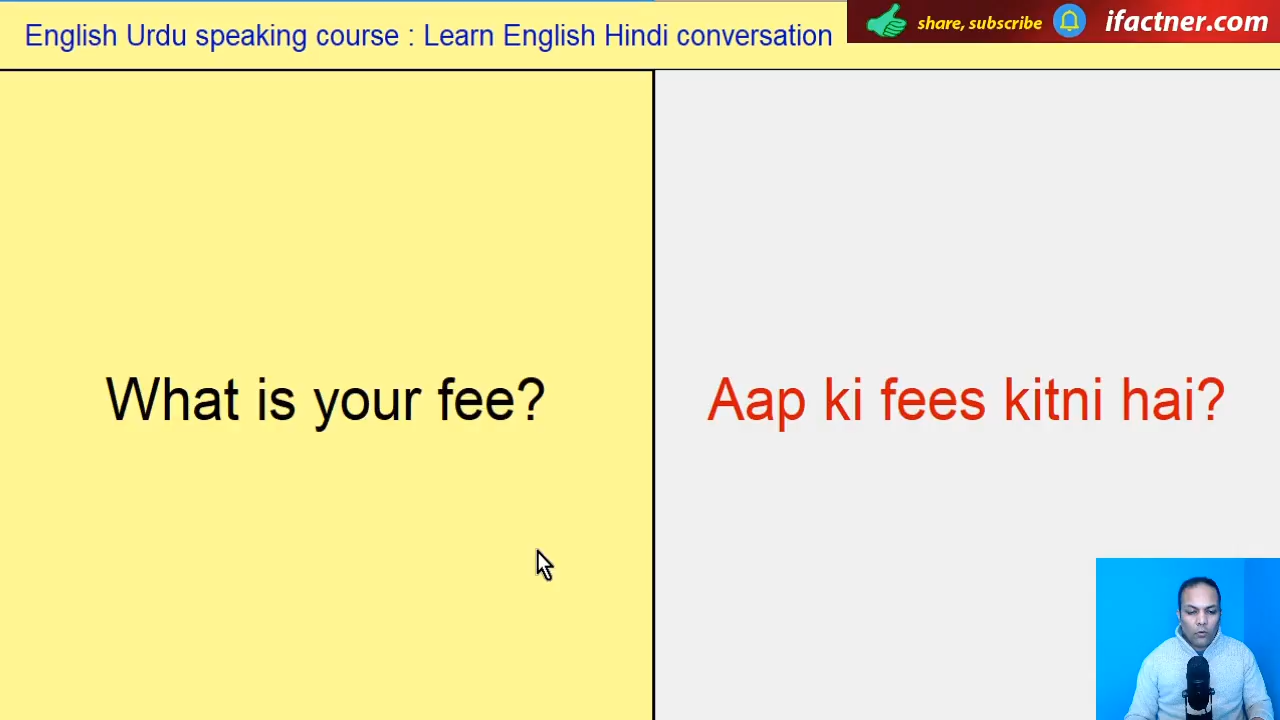 English Urdu speaking course : Learn English Hindi conversation
share, subscribe
ifactner.com
What is your fee?
Aap ki fees kitni hai?